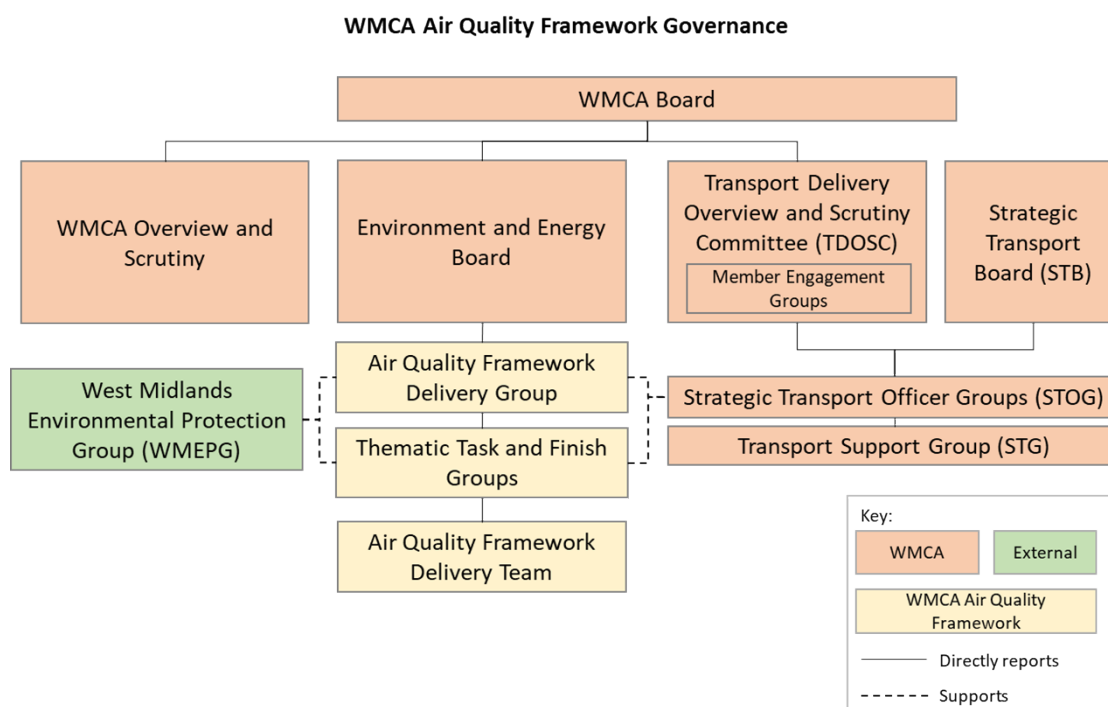 WMCA Air Quality Framework Governance
WMCA Board
WMCA Overview and
Scrutiny
Environment and Energy
Board
Transport Delivery
Overview and Scrutiny
Committee (TDOSC)
Member Engagement
Groups
Strategic
Transport
Board (STB)
Air Quality Framework
Delivery Group
West Midlands
Environmental Protection
Group (WMEPG)
Strategic Transport Officer Groups (STOG)
Thematic Task and Finish
Groups
Transport Support Group (STG)
Air Quality Framework
Delivery Team
Key:
WMCA
External
WMCA Air Quality
Framework
Directly reports
Supports